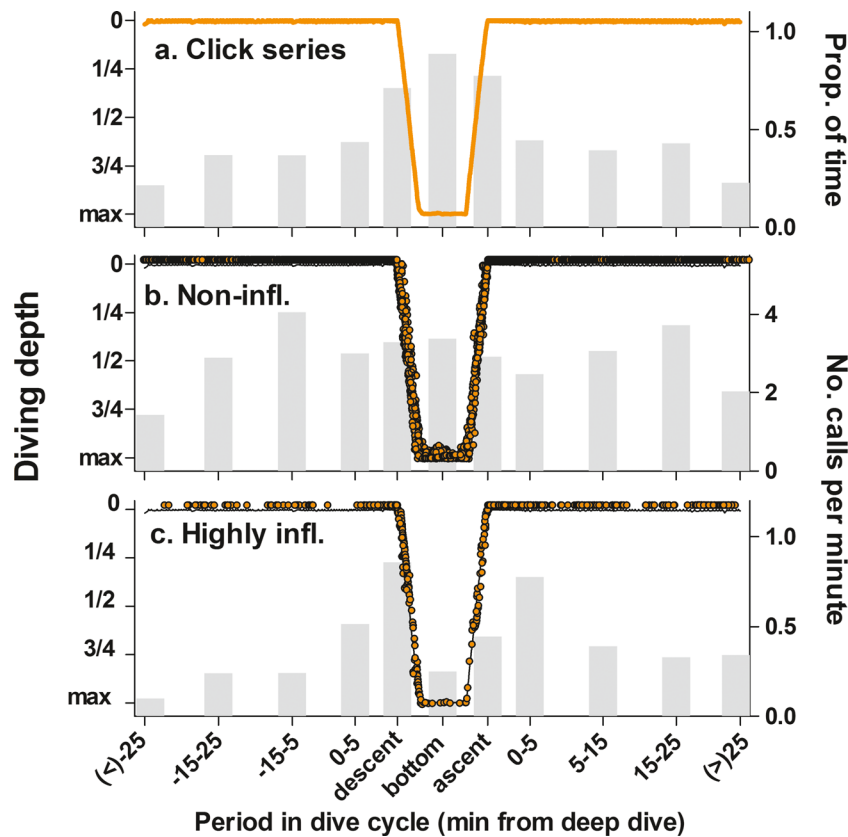 0
1/4
1/2
3/4
max
a. Click series
1.0
0.5
0.0
Prop. of time
0
1/4
1/2
3/4
max
b. Non-infl.
4
2
0
Diving depth
No. calls per minute
0
1/4
1/2
3/4
max
c. Highly infl.
1.0
0.5
0.0
(<)-25
-15-25
-15-5
0-5
descent
bottom
ascent
0-5
5-15
15-25
(>)25
Period in dive cycle (min from deep dive)